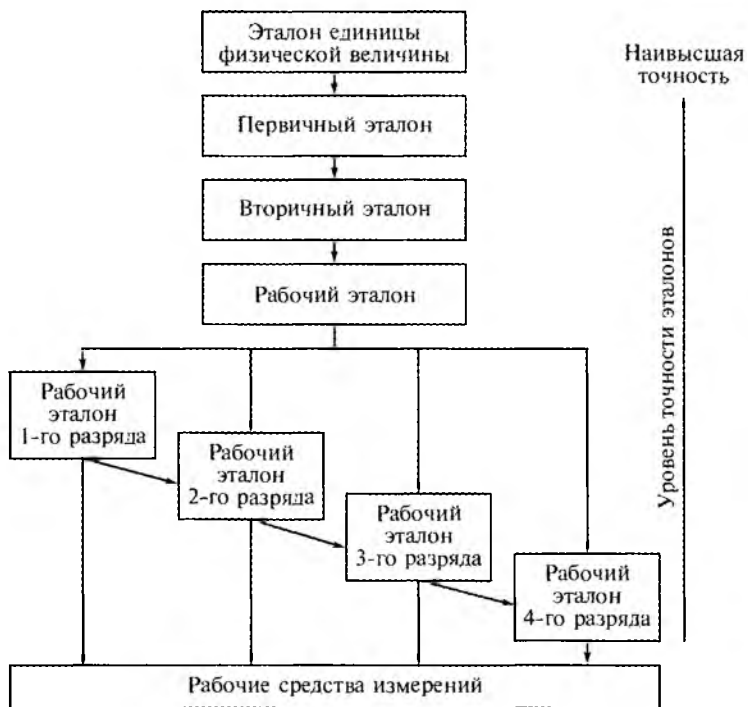 Эталон единицы
физической величины
Наивысшая
точность
Первичный эталон
Вторичный эталон
Рабочий эталон
Уровень точности эталонов
Рабочий
эталон
1-го разряда
Рабочий
эталон
2-го разряда
Рабочий
эталон
3-го разряда
Рабочий
эталон
4-го разряда
Рабочие средства измерений